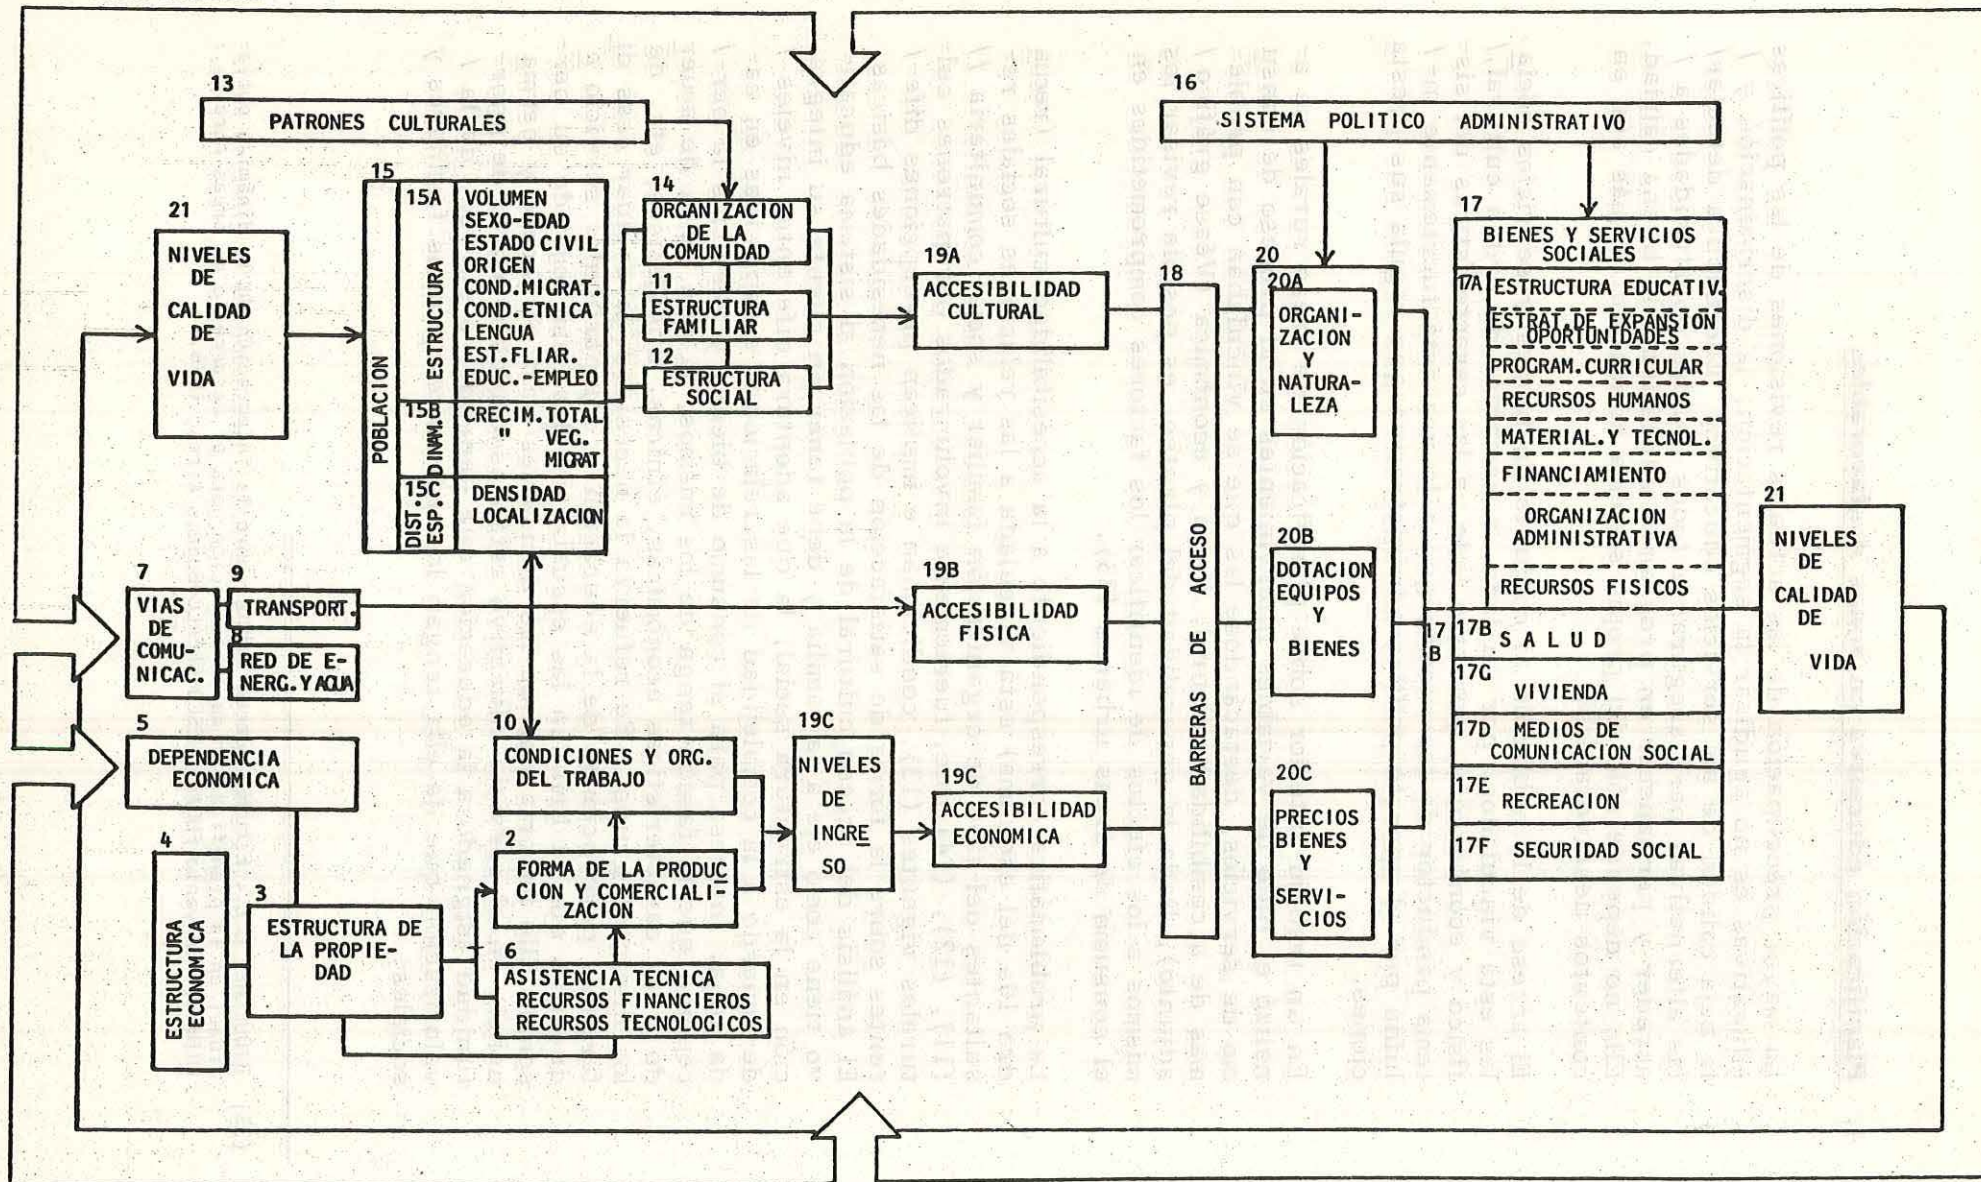 13
PATRONES CULTURALES
16
SISTEMA POLITICO ADMINISTRATIVO
21
NIVELES
DE
CALIDAD
DE
VIDA
15
POBLACION
15A
ESTRUCTURA
VOLUMEN
SEXO-EDAD
ESTADO CIVIL
ORIGEN
COND.MIGRAT.
COND.ETNICA
LENGUA
EST.FLIAR.
EDUC.-EMPLEO
15B
DINAM.
CRECIM.TOTAL
" VEG.
MIGRAT
15C
DIST.
ESP.
DENSIDAD
LOCALIZACION
14
ORGANIZACION
DE LA
COMUNIDAD
11
ESTRUCTURA
FAMILIAR
12
ESTRUCTURA
SOCIAL
19A
ACCESIBILIDAD
CULTURAL
7
VIAS
DE
COMU-
NICAC.
9
TRANSPORT.
8
RED DE E-
NERG.Y AGUA
19B
ACCESIBILIDAD
FISICA
5
DEPENDENCIA
ECONOMICA
4
ESTRUCTURA
ECONOMICA
3
ESTRUCTURA DE
LA PROPIE-
DAD
10
CONDICIONES Y ORG.
DEL TRABAJO
2
FORMA DE LA PRODUC
CION Y COMERCIALI-
ZACION
6
ASISTENCIA TECNICA
RECURSOS FINANCIEROS
RECURSOS TECNOLOGICOS
19C
NIVELES
DE
INGRE
SO
19C
ACCESIBILIDAD
ECONOMICA
18
BARRERAS DE ACCESO
20
20A
ORGANI-
ZACION
Y
NATURA-
LEZA
20B
DOTACION
EQUIPOS
Y
BIENES
20C
PRECIOS
BIENES
Y
SERVI-
CIOS
17
BIENES Y SERVICIOS
SOCIALES
17A
ESTRUCTURA EDUCATIV.
ESTRAT.DE EXPANSION
OPORTUNIDADES
PROGRAM.CURRICULAR
RECURSOS HUMANOS
MATERIAL.Y TECNOL.
FINANCIAMIENTO
ORGANIZACION
ADMINISTRATIVA
RECURSOS FISICOS
17
B
17B
SALUD
17G
VIVIENDA
17D
MEDIOS DE
COMUNICACION SOCIAL
17E
RECREACION
17F
SEGURIDAD SOCIAL
21
NIVELES
DE
CALIDAD
DE
VIDA